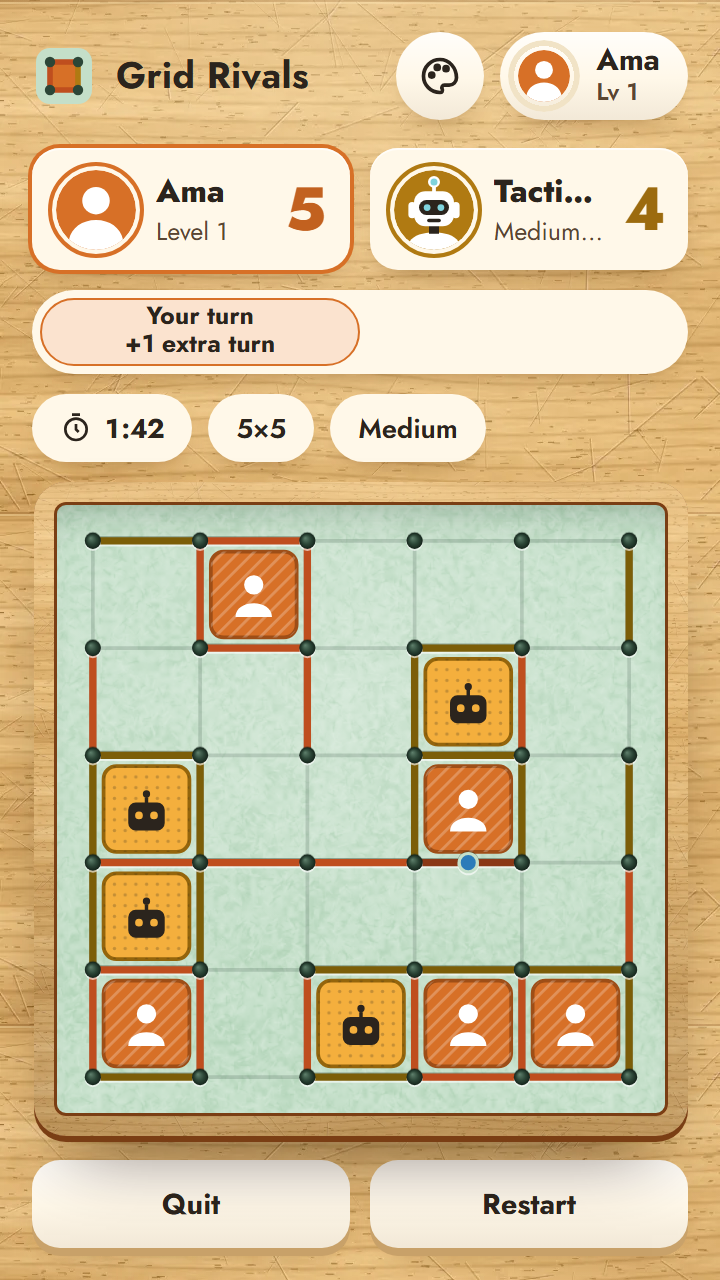 Grid Rivals
Ama
Lv 1
Ama
Level 1
5
Tacti...
Medium...
4
Your turn
+1 extra turn
1:42
5×5
Medium
Quit
Restart